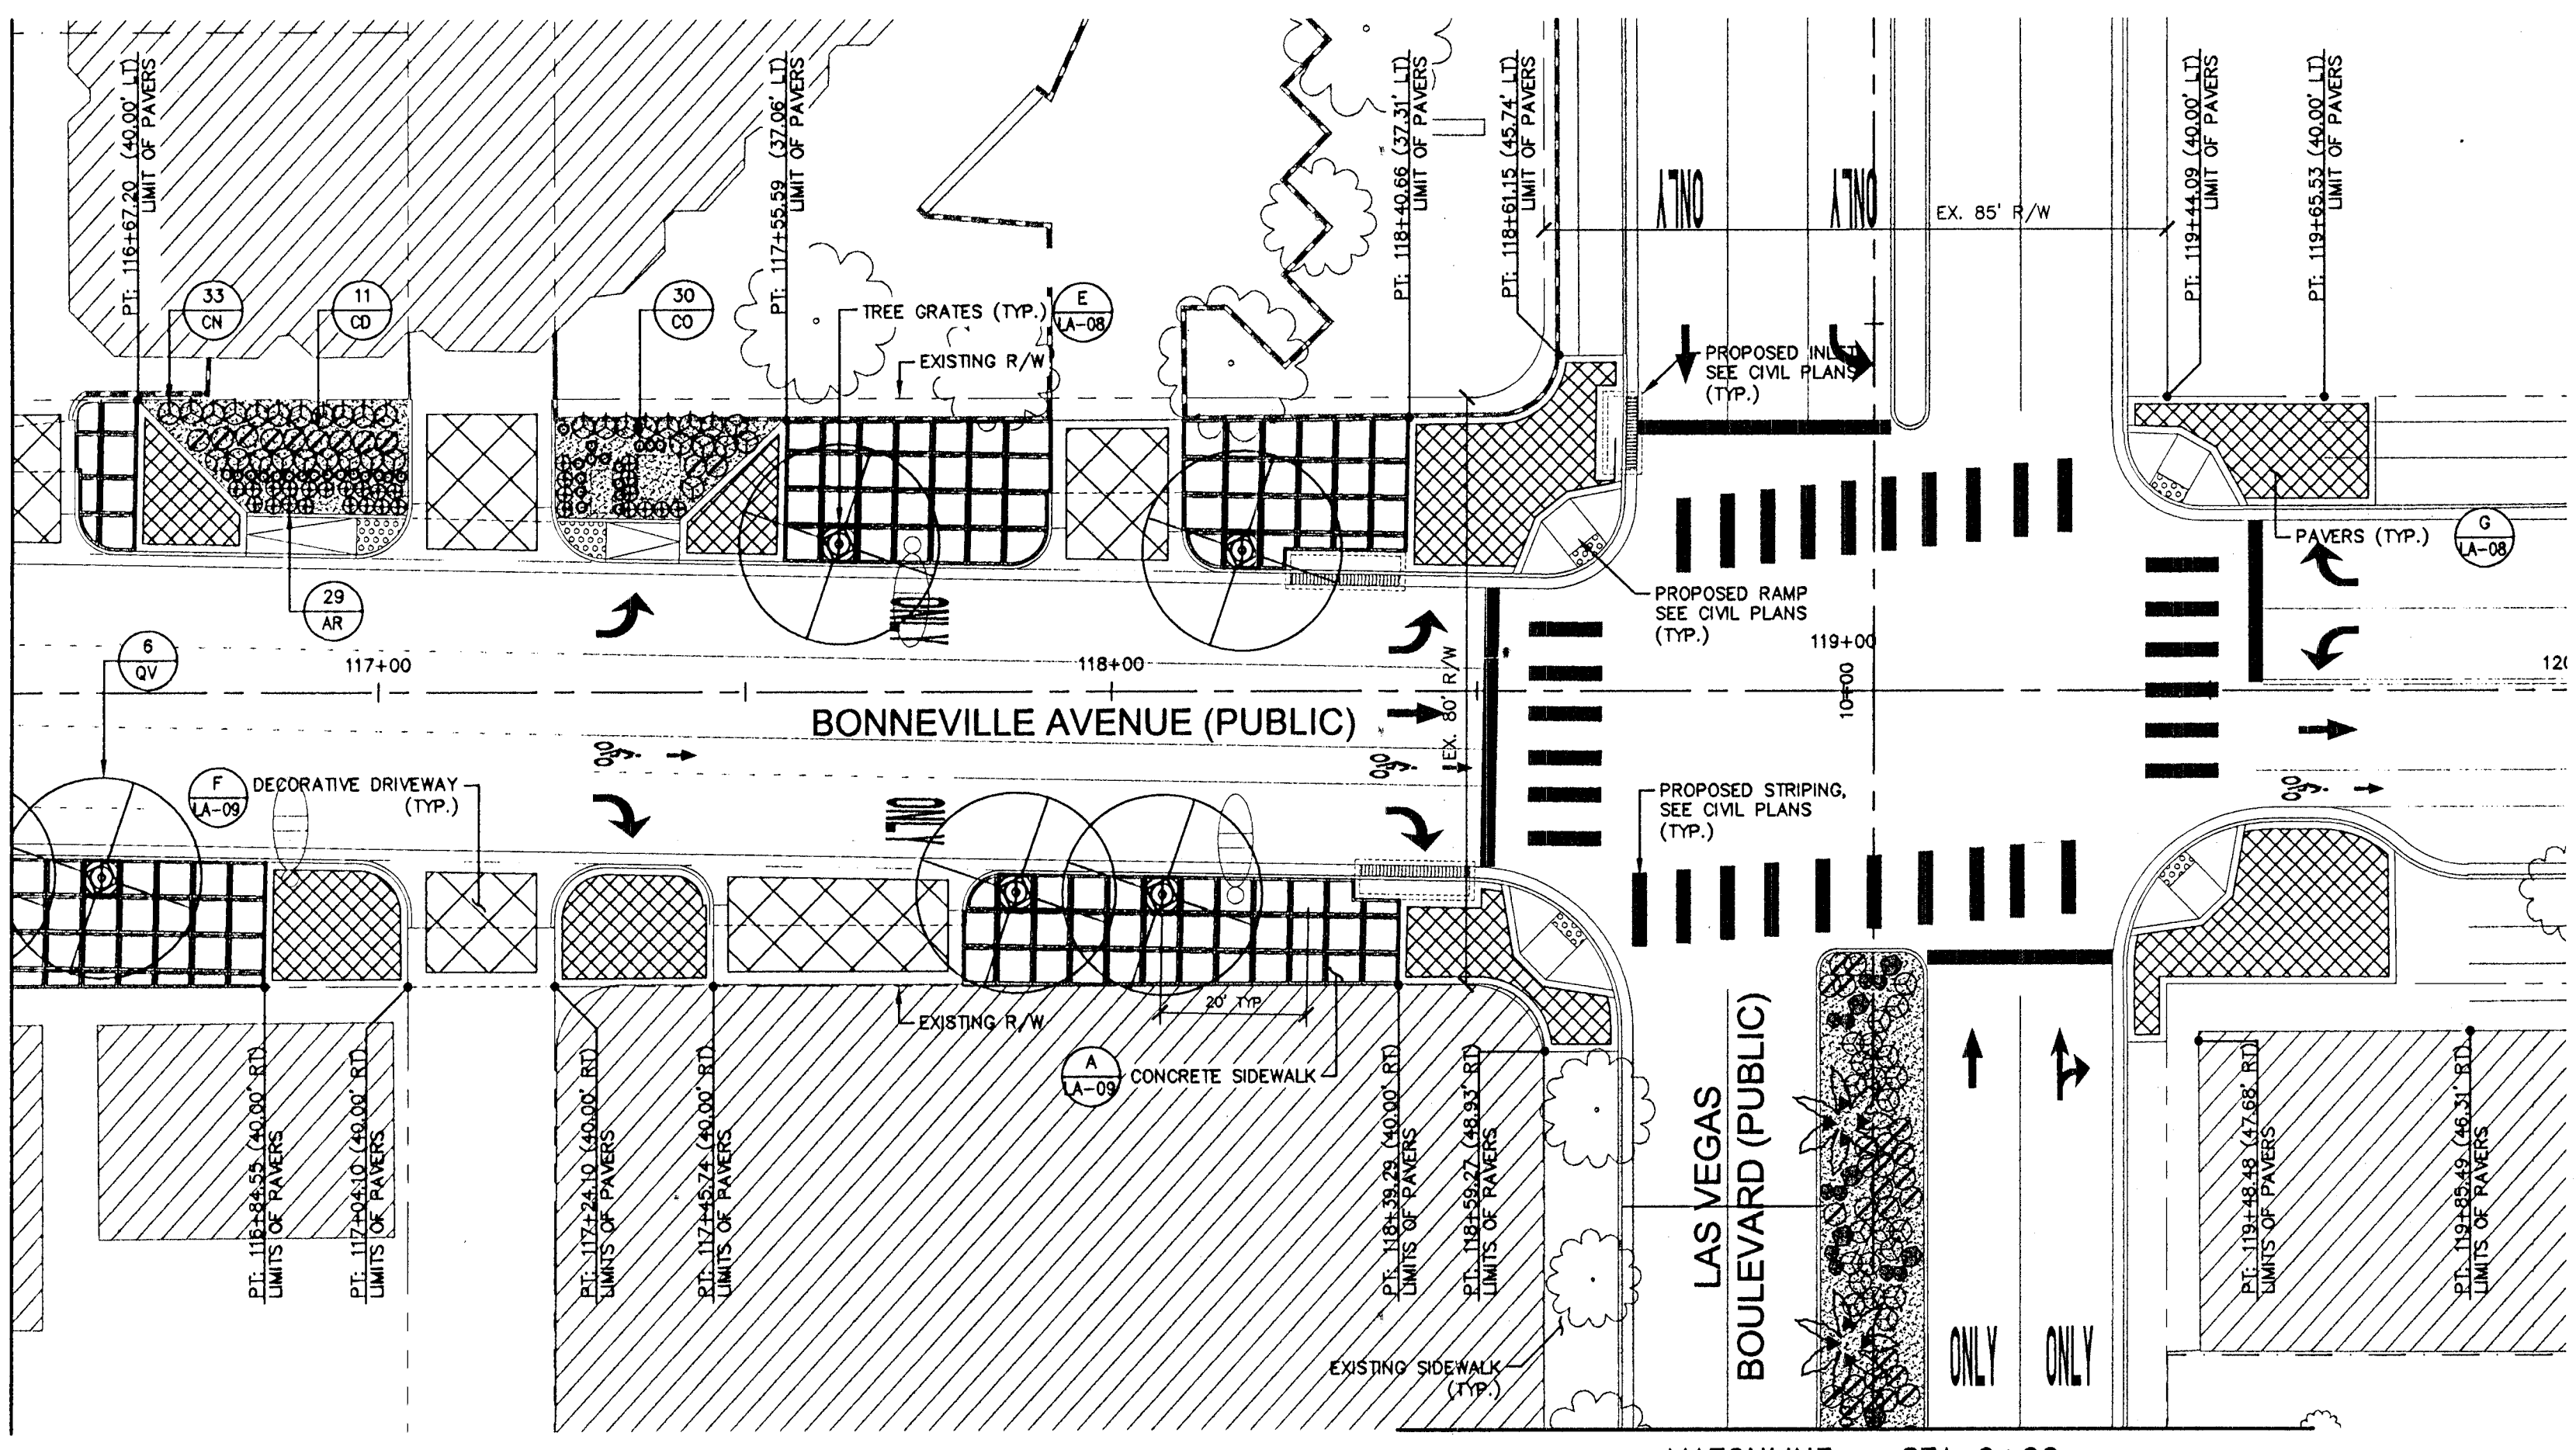 PT: 116+67.20 (40.00' LT)
LIMIT OF PAVERS
PT: 117+55.59 (37.06' LT)
LIMIT OF PAVERS
PT: 118+40.66 (37.31' LT)
LIMIT OF PAVERS
PT: 118+61.15 (45.74' LT)
LIMIT OF PAVERS
PT: 119+44.09 (40.00' LT)
LIMIT OF PAVERS
PT: 119+65.53 (40.00' LT)
LIMIT OF PAVERS
ONLY
ONLY
EX. 85' R/W
33
CN
11
CD
30
CO
TREE GRATES (TYP.)
E
LA-08
EXISTING R/W
PROPOSED INLET
SEE CIVIL PLANS
(TYP.)
PAVERS (TYP.)
G
LA-08
29
AR
ONLY
PROPOSED RAMP
SEE CIVIL PLANS
(TYP.)
6
QV
117+00
118+00
119+00
10+00
EX. 80' R/W
BONNEVILLE AVENUE (PUBLIC)
F
LA-09
DECORATIVE DRIVEWAY
(TYP.)
ONLY
PROPOSED STRIPING,
SEE CIVIL PLANS
(TYP.)
20' TYP
EXISTING R/W
A
LA-09
CONCRETE SIDEWALK
PT: 116+84.55 (40.00' RT)
LIMITS OF PAVERS
PT: 117+04.10 (40.00' RT)
LIMITS OF PAVERS
PT: 117+24.10 (40.00' RT)
LIMITS OF PAVERS
PT: 117+45.74 (40.00' RT)
LIMITS OF PAVERS
PT: 118+39.29 (40.00' RT)
LIMITS OF PAVERS
PT: 118+59.27 (48.93' RT)
LIMITS OF PAVERS
LAS VEGAS
BOULEVARD (PUBLIC)
PT: 119+48.48 (47.68' RT)
LIMITS OF PAVERS
PT: 119+85.49 (46.31' RT)
LIMITS OF PAVERS
ONLY
ONLY
EXISTING SIDEWALK
(TYP.)